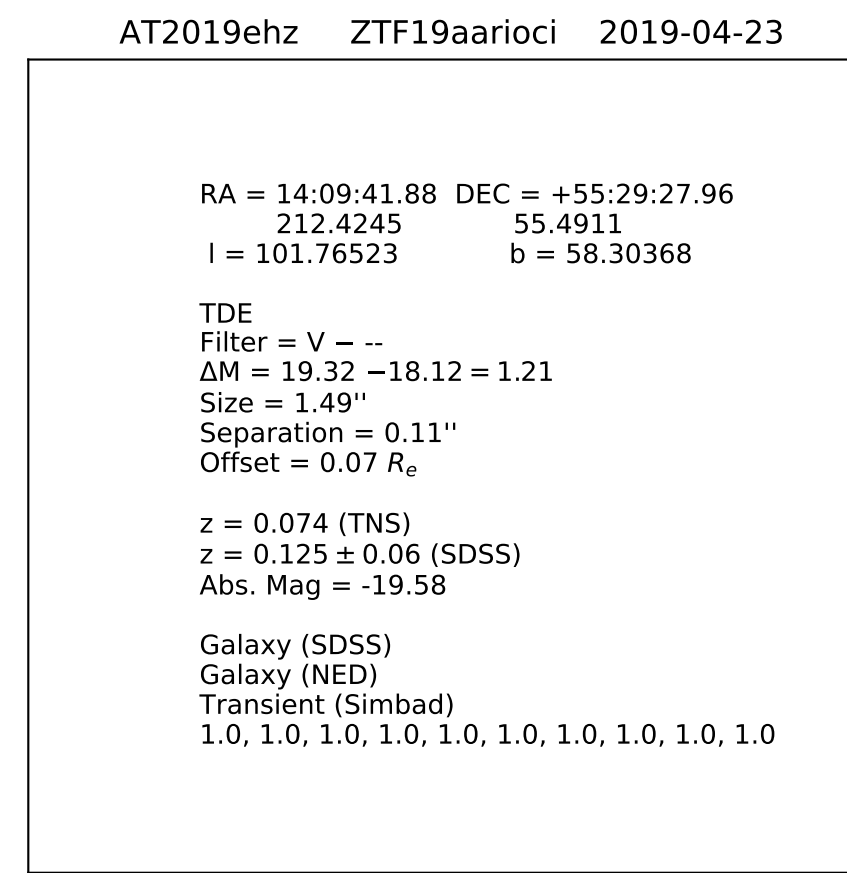 AT2019ehz ZTF19aarioci 2019-04-23
RA = 14:09:41.88 DEC = +55:29:27.96
212.4245 55.4911
l = 101.76523 b = 58.30368
TDE
Filter = V − --
ΔM = 19.32 −18.12 = 1.21
Size = 1.49''
Separation = 0.11''
Offset = 0.07 Rₑ
z = 0.074 (TNS)
z = 0.125 ± 0.06 (SDSS)
Abs. Mag = -19.58
Galaxy (SDSS)
Galaxy (NED)
Transient (Simbad)
1.0, 1.0, 1.0, 1.0, 1.0, 1.0, 1.0, 1.0, 1.0, 1.0